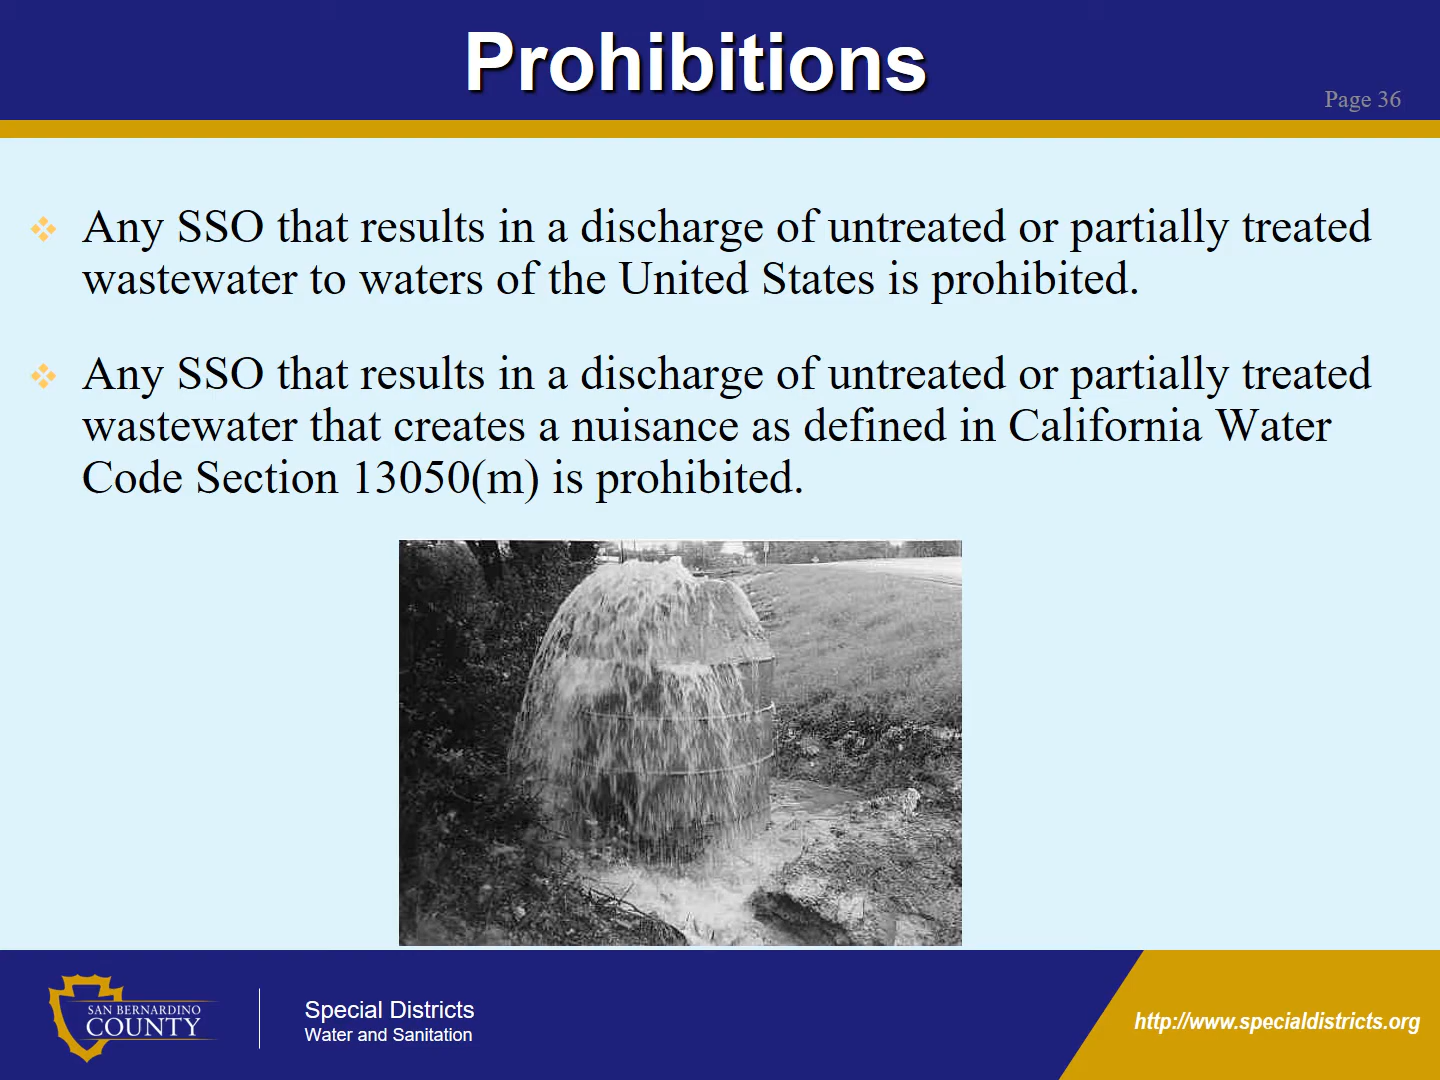 Prohibitions
Page 36
Any SSO that results in a discharge of untreated or partially treated
wastewater to waters of the United States is prohibited.
Any SSO that results in a discharge of untreated or partially treated
wastewater that creates a nuisance as defined in California Water
Code Section 13050(m) is prohibited.
SAN BERNARDINO
COUNTY
Special Districts
Water and Sanitation
http://www.specialdistricts.org